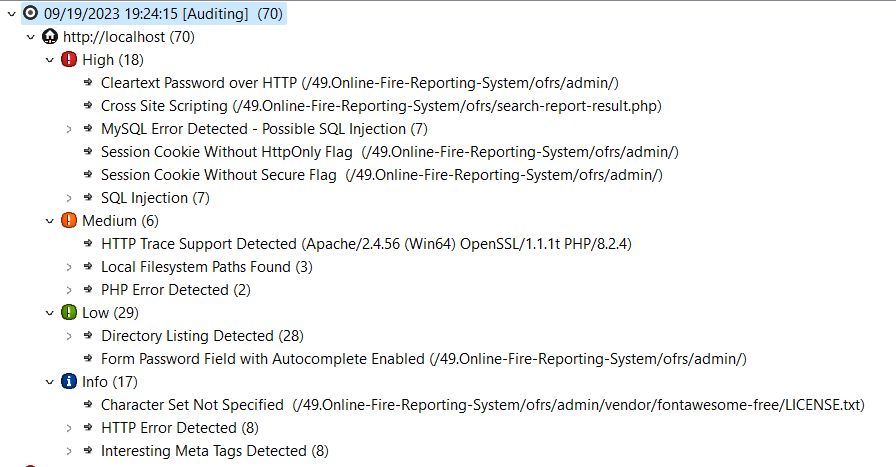 09/19/2023 19:24:15 [Auditing] (70)
http://localhost (70)
High (18)
Cleartext Password over HTTP (/49.Online-Fire-Reporting-System/ofrs/admin/)
Cross Site Scripting (/49.Online-Fire-Reporting-System/ofrs/search-report-result.php)
MySQL Error Detected - Possible SQL Injection (7)
Session Cookie Without HttpOnly Flag (/49.Online-Fire-Reporting-System/ofrs/admin/)
Session Cookie Without Secure Flag (/49.Online-Fire-Reporting-System/ofrs/admin/)
SQL Injection (7)
Medium (6)
HTTP Trace Support Detected (Apache/2.4.56 (Win64) OpenSSL/1.1.1t PHP/8.2.4)
Local Filesystem Paths Found (3)
PHP Error Detected (2)
Low (29)
Directory Listing Detected (28)
Form Password Field with Autocomplete Enabled (/49.Online-Fire-Reporting-System/ofrs/admin/)
Info (17)
Character Set Not Specified (/49.Online-Fire-Reporting-System/ofrs/admin/vendor/fontawesome-free/LICENSE.txt)
HTTP Error Detected (8)
Interesting Meta Tags Detected (8)